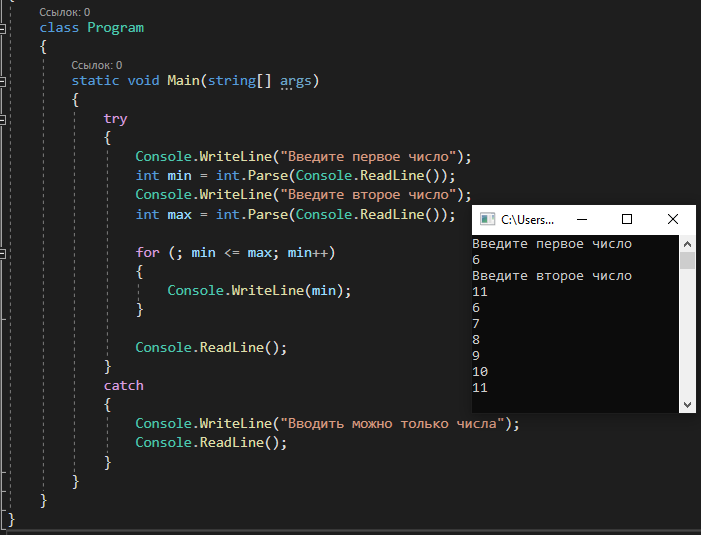 Ссылок: 0
class Program
{
Ссылок: 0
static void Main(string[] args)
{
try
{
Console.WriteLine("Введите первое число");
int min = int.Parse(Console.ReadLine());
Console.WriteLine("Введите второе число");
int max = int.Parse(Console.ReadLine());
for (; min <= max; min++)
{
Console.WriteLine(min);
}
Console.ReadLine();
}
catch
{
Console.WriteLine("Вводить можно только числа");
Console.ReadLine();
}
}
}
}
C:\Users...
Введите первое число
6
Введите второе число
11
6
7
8
9
10
11